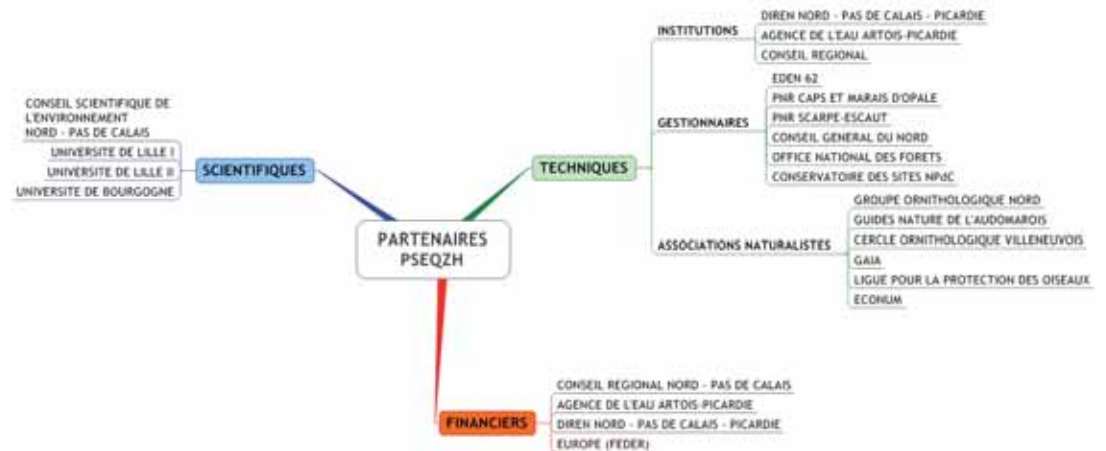 PARTENAIRES
PSEQZH
SCIENTIFIQUES
CONSEIL SCIENTIFIQUE DE
L'ENVIRONNEMENT
NORD - PAS DE CALAIS
UNIVERSITE DE LILLE I
UNIVERSITE DE LILLE II
UNIVERSITE DE BOURGOGNE
TECHNIQUES
INSTITUTIONS
DIREN NORD - PAS DE CALAIS - PICARDIE
AGENCE DE L'EAU ARTOIS-PICARDIE
CONSEIL REGIONAL
GESTIONNAIRES
EDEN 62
PNR CAPS ET MARAIS D'OPALE
PNR SCARPE-ESCAUT
CONSEIL GENERAL DU NORD
OFFICE NATIONAL DES FORETS
CONSERVATOIRE DES SITES NPdC
ASSOCIATIONS NATURALISTES
GROUPE ORNITHOLOGIQUE NORD
GUIDES NATURE DE L'AUDOMAROIS
CERCLE ORNITHOLOGIQUE VILLENEUVOIS
GAIA
LIGUE POUR LA PROTECTION DES OISEAUX
ECONUM
FINANCIERS
CONSEIL REGIONAL NORD - PAS DE CALAIS
AGENCE DE L'EAU ARTOIS-PICARDIE
DIREN NORD - PAS DE CALAIS - PICARDIE
EUROPE (FEDER)